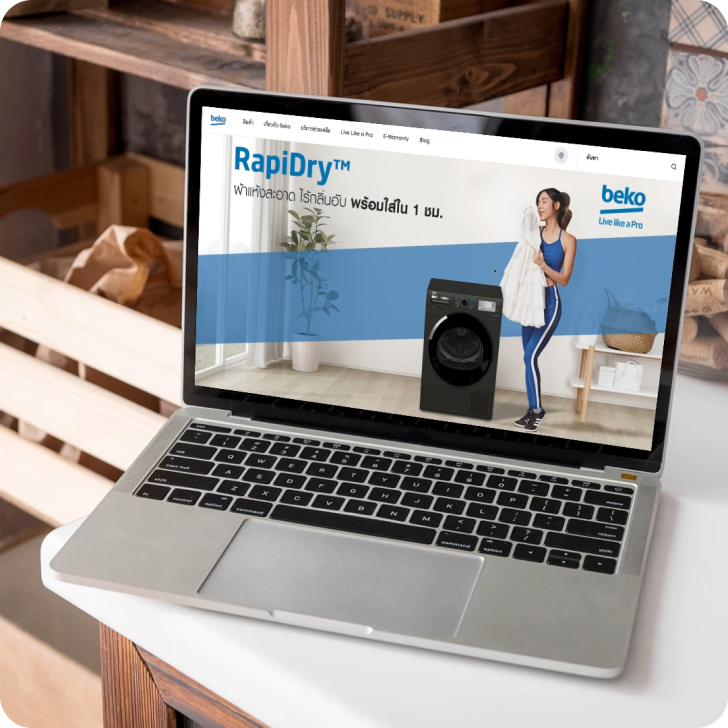 SUPPLY
beko
สินค้า เกี่ยวกับ Beko บริการช่วยเหลือ Live Like a Pro E-Warranty Blog
ค้นหา
RapiDry™
ผ้าแห้งสะอาด ไร้กลิ่นอับ พร้อมใส่ใน 1 ชม.
beko
Live like a Pro
esc
delete
Q W E R T Y U I O P
caps lock A S D F G H J K L
enter
return
shift Z X C V B N M
shift
fn control option command
command option